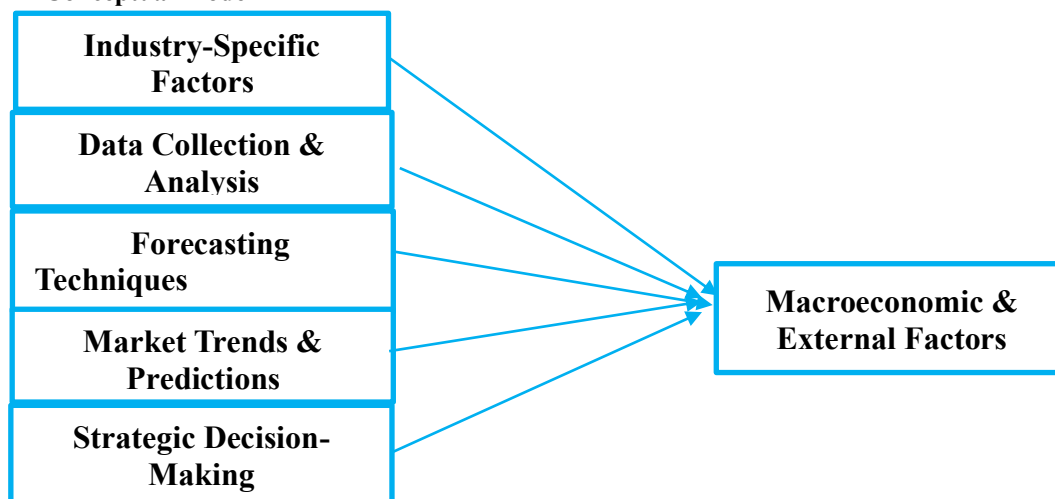 Industry-Specific
Factors
Data Collection &
Analysis
Forecasting
Techniques
Market Trends &
Predictions
Strategic Decision-
Making
Macroeconomic &
External Factors